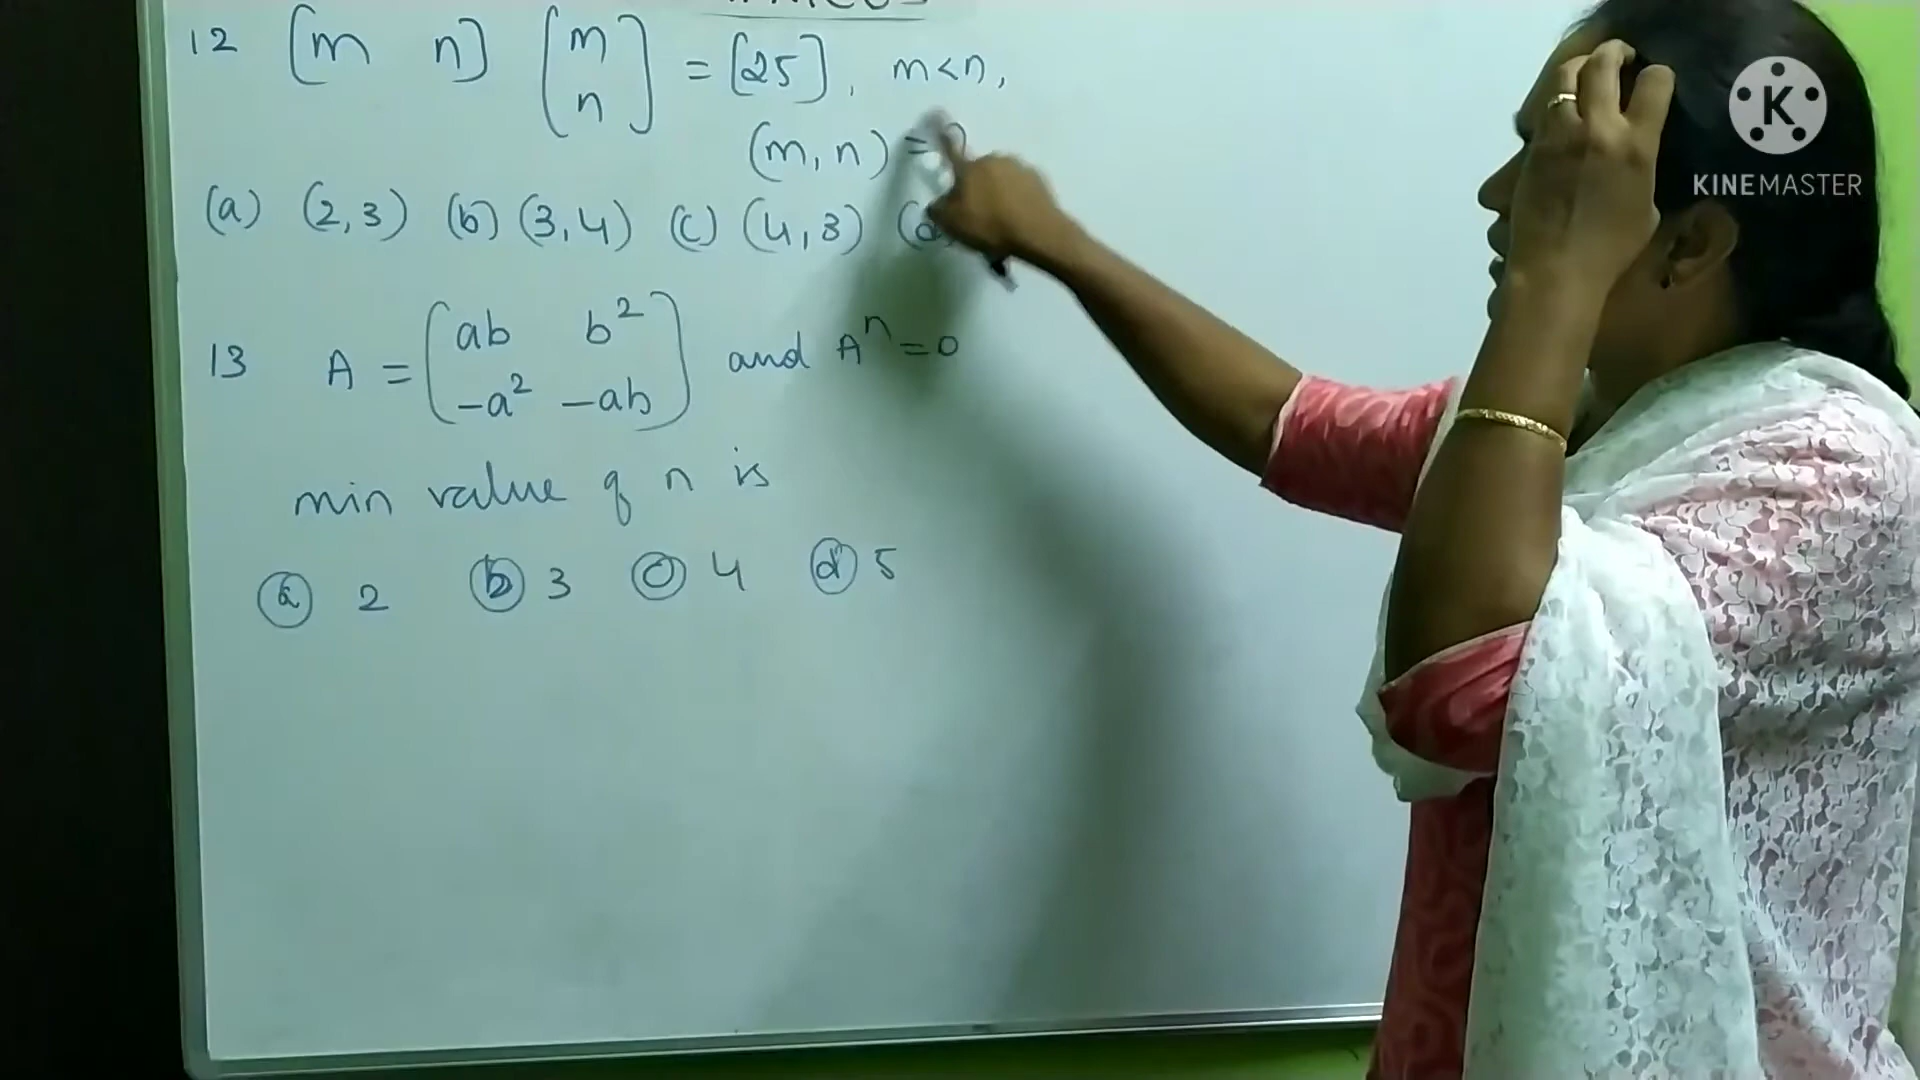 12 [m n] [m n] = [25], m<n,
(m, n) = ?
(a) (2,3) (b) (3,4) (c) (4,3) (d)
13 A = (ab b² -a² -ab) and Aⁿ = 0
min value of n is
(a) 2 (b) 3 (c) 4 (d) 5
K
KINEMASTER